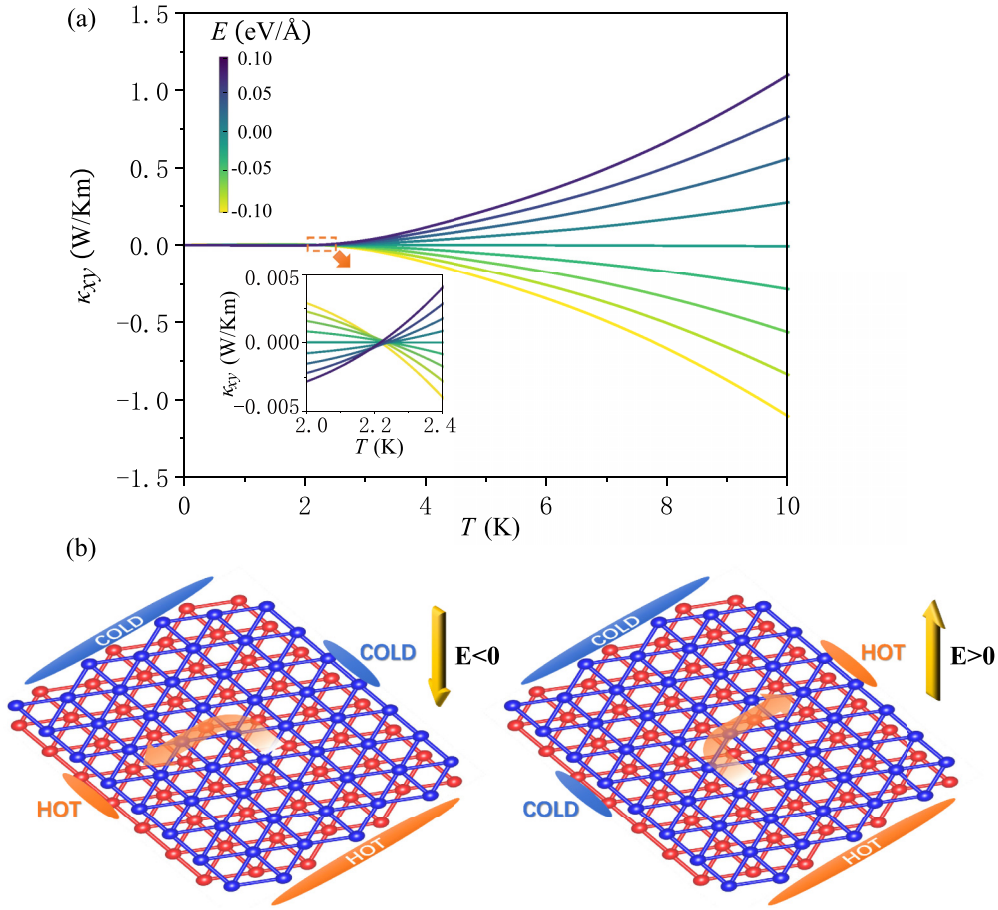 (a)
E (eV/Å)
0.10
0.05
0.00
-0.05
-0.10
κxy (W/Km)
1.5
1.0
0.5
0.0
−0.5
−1.0
−1.5
0 2 4 6 8 10
T (K)
κxy (W/Km)
0.005
0.000
−0.005
2.0 2.2 2.4
T (K)
(b)
COLD
COLD
E<0
HOT
HOT
COLD
HOT
E>0
COLD
HOT